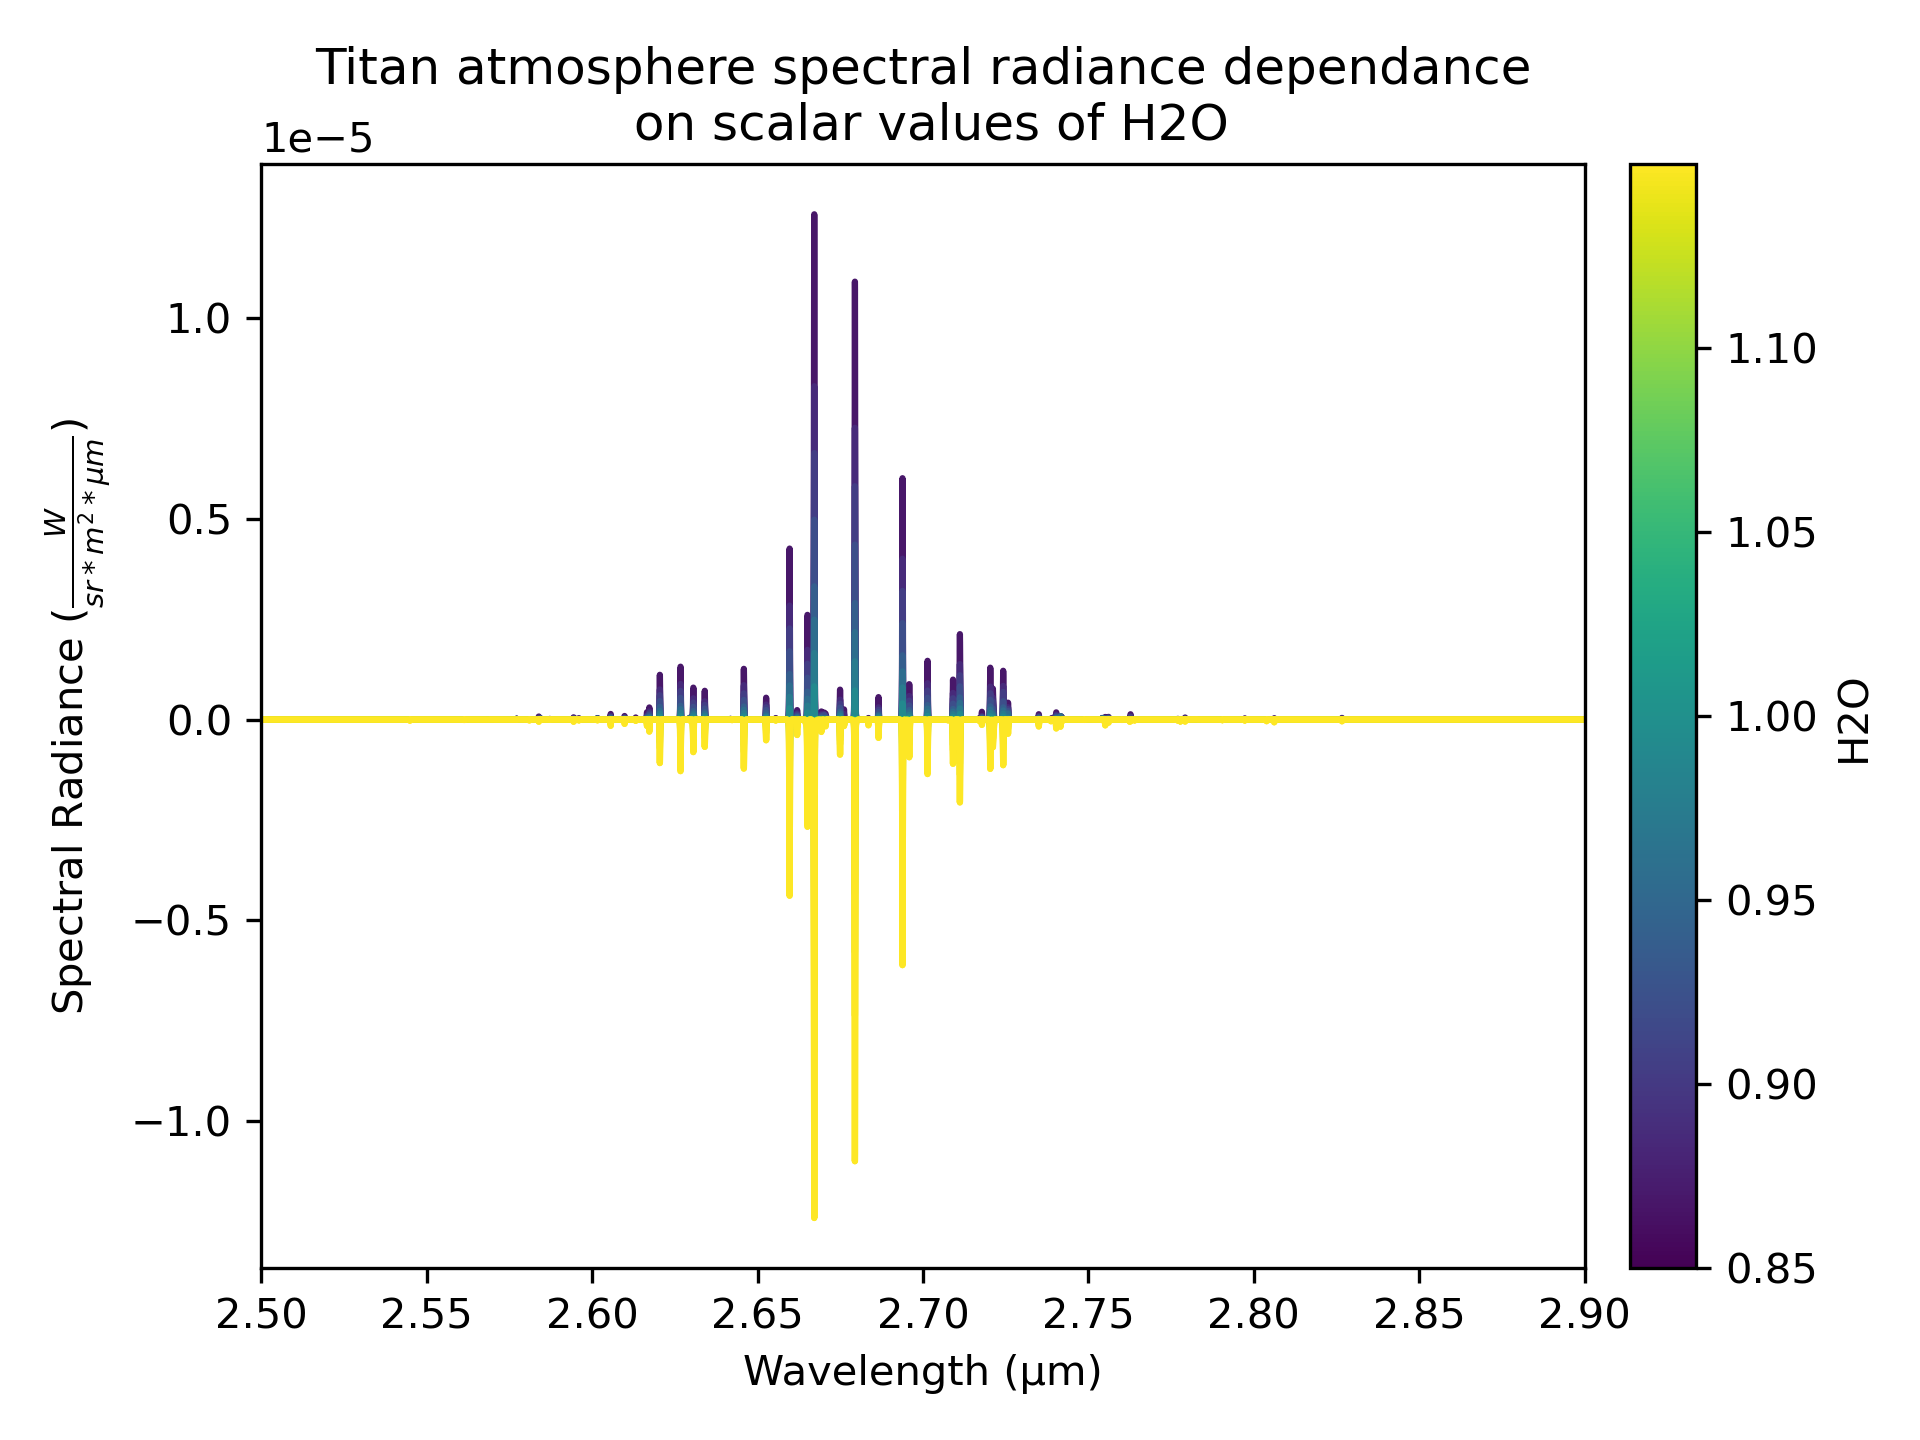 Titan atmosphere spectral radiance dependance
on scalar values of H2O
1e−5
1.0
0.5
0.0
−0.5
−1.0
Spectral Radiance (W/sr*m²*μm)
2.50 2.55 2.60 2.65 2.70 2.75 2.80 2.85 2.90
Wavelength (μm)
1.10
1.05
1.00
0.95
0.90
0.85
H2O